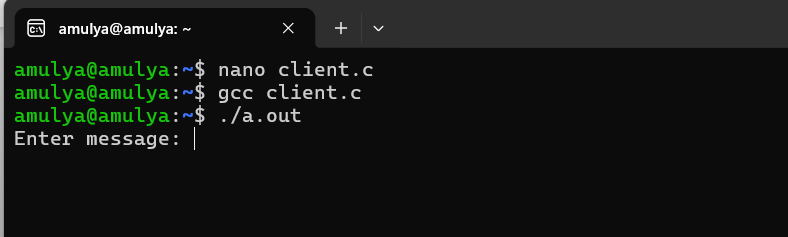 amulya@amulya: ~
amulya@amulya:~$ nano client.c
amulya@amulya:~$ gcc client.c
amulya@amulya:~$ ./a.out
Enter message: